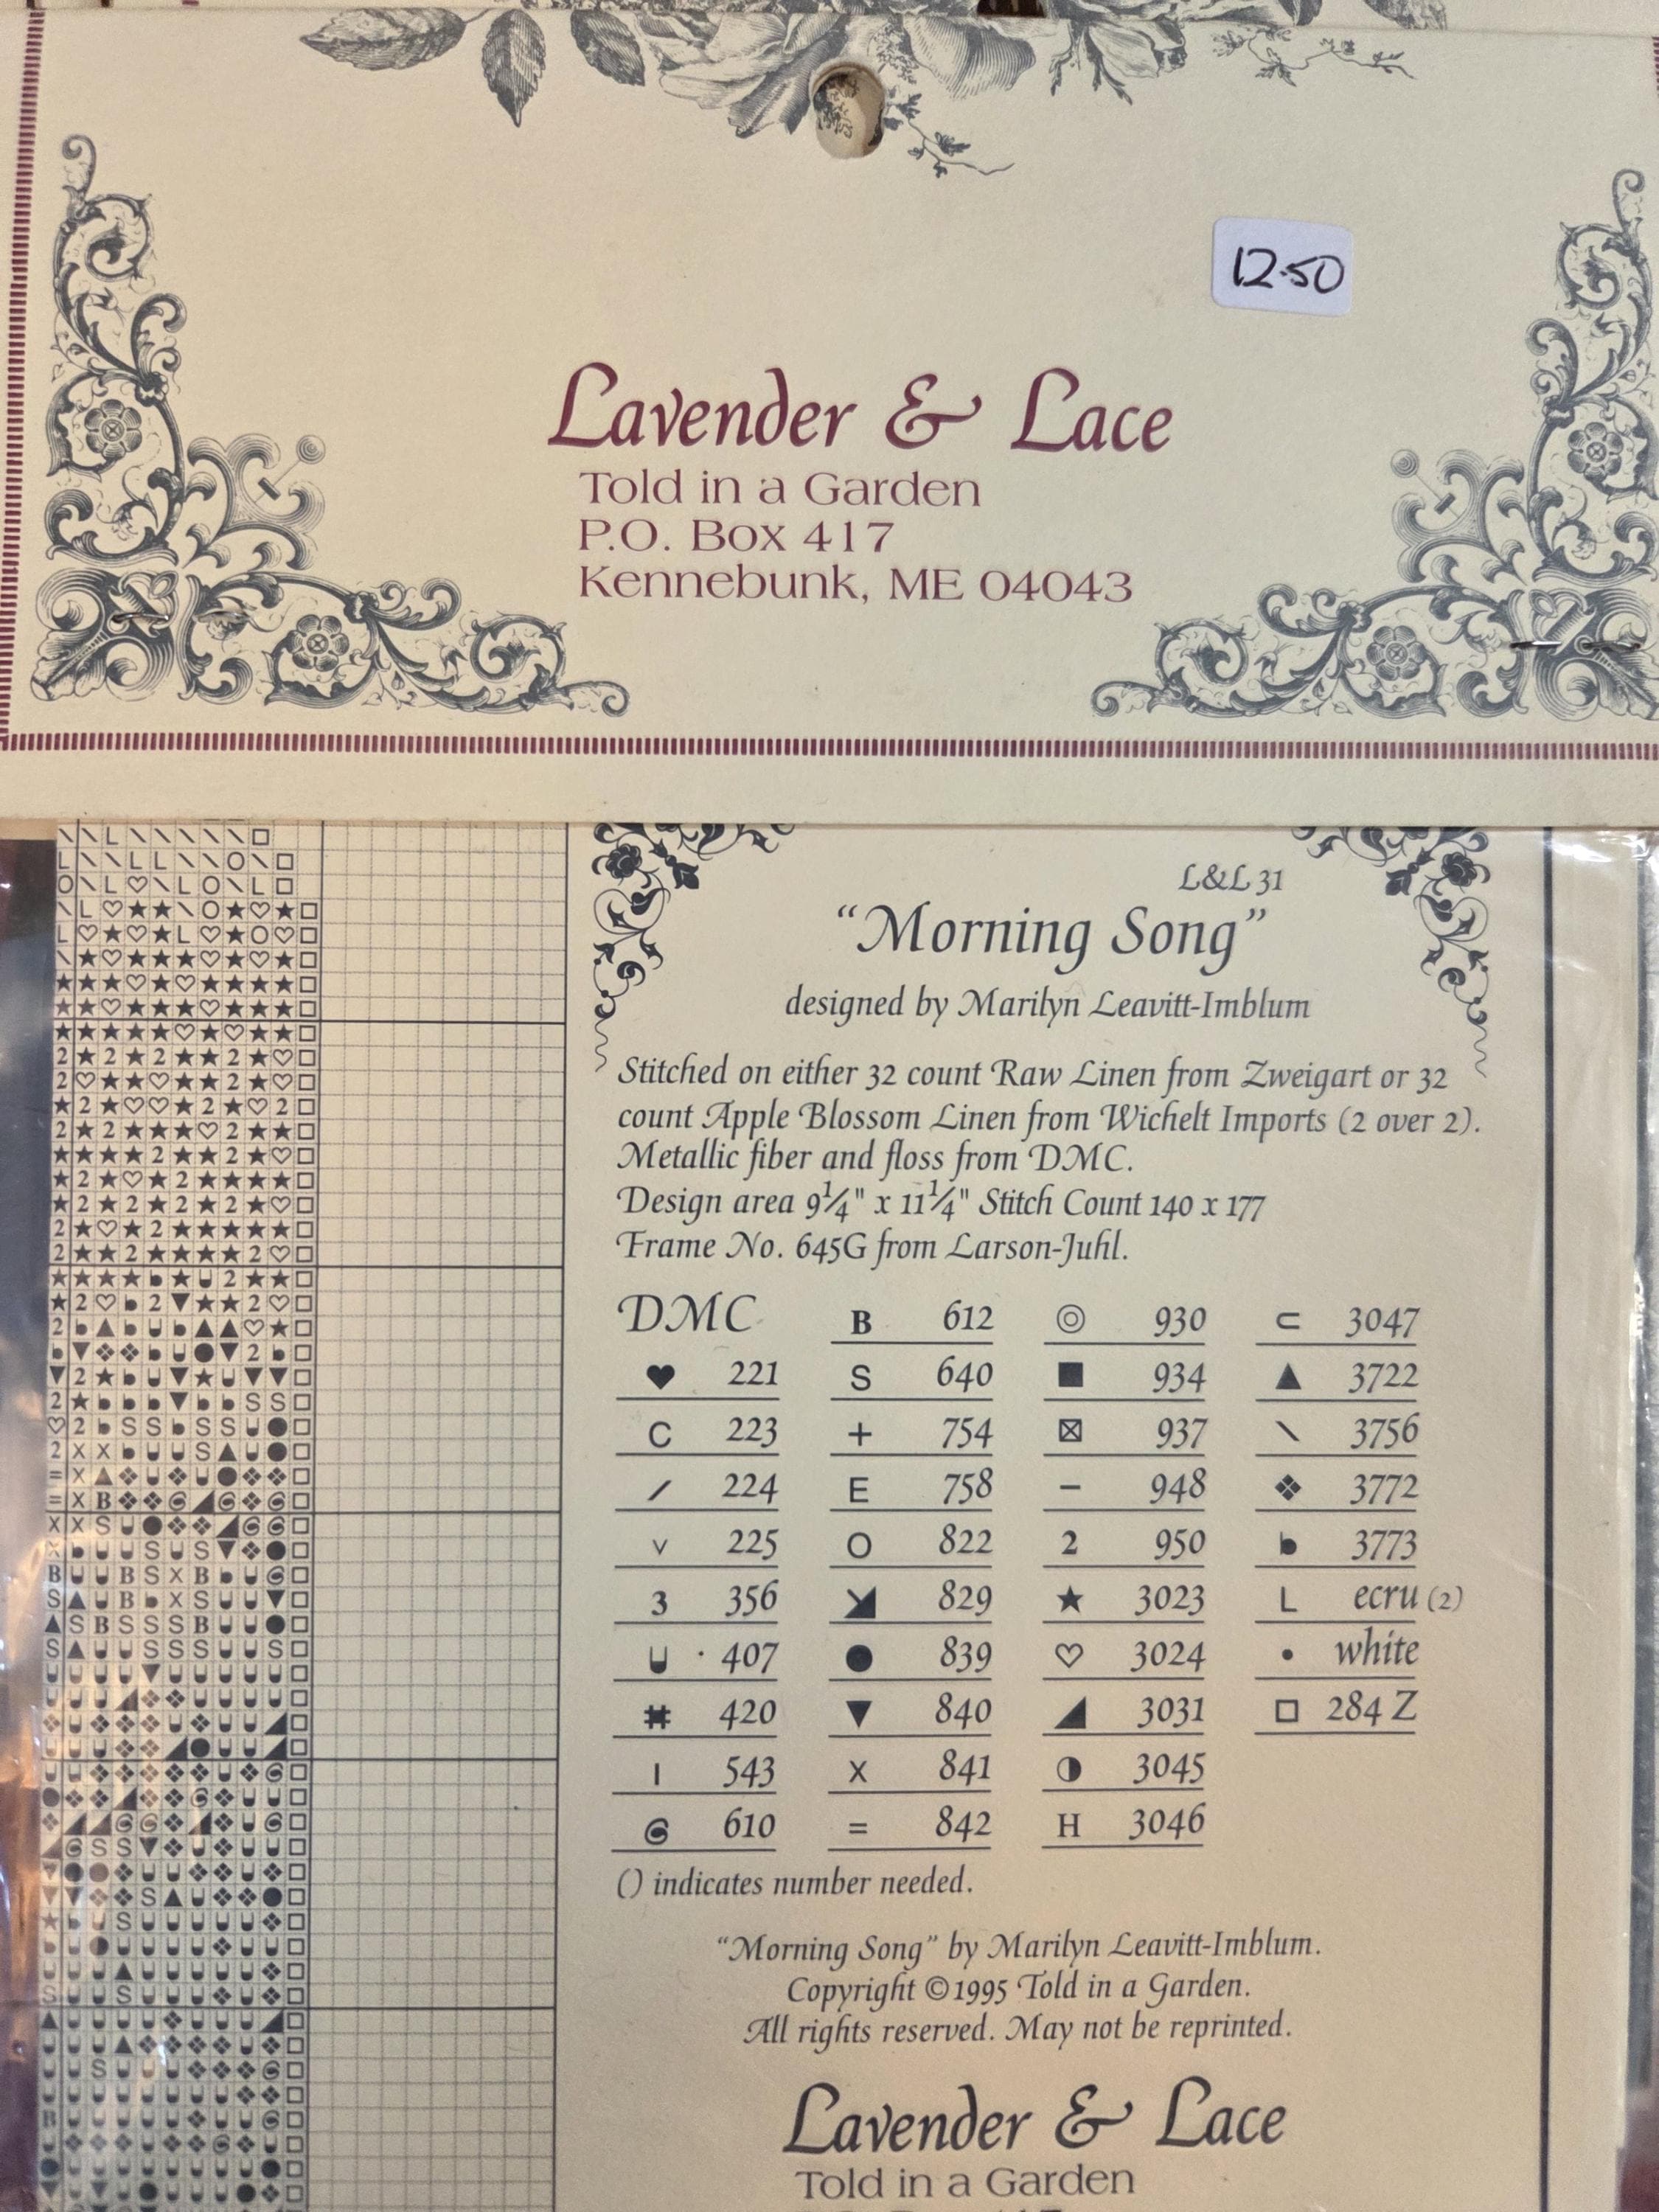 12.50
Lavender & Lace
Told in a Garden
P.O. Box 417
Kennebunk, ME 04043
L&L 31
"Morning Song"
designed by Marilyn Leavitt-Imblum
Stitched on either 32 count Raw Linen from Zweigart or 32
count Apple Blossom Linen from Wichelt Imports (2 over 2).
Metallic fiber and floss from DMC.
Design area 9¼" x 11¼" Stitch Count 140 x 177
Frame No. 645G from Larson-Juhl.
DMC B 612 ◎ 930 ⊂ 3047
♥ 221 S 640 ■ 934 ▲ 3722
C 223 + 754 ⊠ 937 \ 3756
/ 224 E 758 − 948 ❖ 3772
v 225 O 822 2 950 3773
3 356 829 ★ 3023 L ecru (2)
407 ● 839 ♡ 3024 • white
# 420 ▼ 840 ◢ 3031 □ 284 Z
I 543 X 841 ◑ 3045
610 = 842 H 3046
() indicates number needed.
"Morning Song" by Marilyn Leavitt-Imblum.
Copyright ©1995 Told in a Garden.
All rights reserved. May not be reprinted.
Lavender & Lace
Told in a Garden